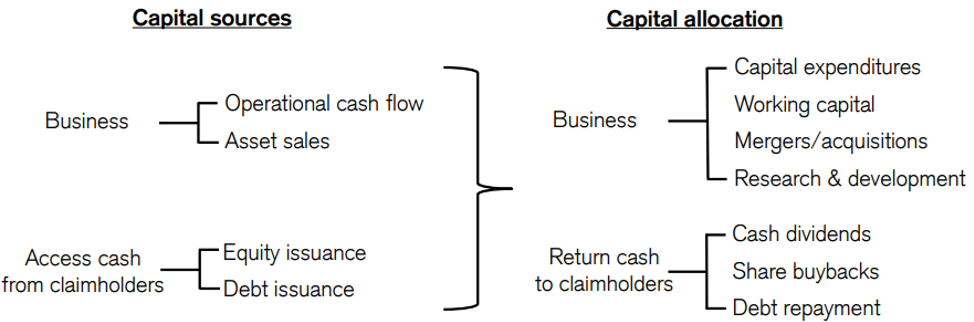 Capital sources
Business
Operational cash flow
Asset sales
Access cash
from claimholders
Equity issuance
Debt issuance
Capital allocation
Business
Capital expenditures
Working capital
Mergers/acquisitions
Research & development
Return cash
to claimholders
Cash dividends
Share buybacks
Debt repayment